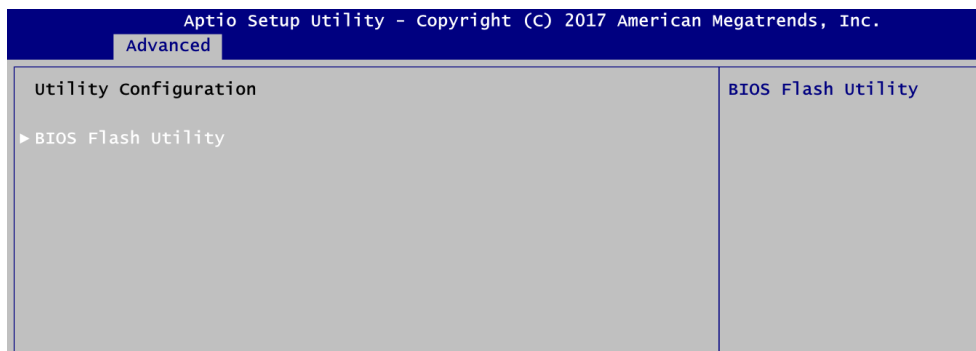 Aptio Setup Utility – Copyright (C) 2017 American Megatrends, Inc.
Advanced
Utility Configuration
BIOS Flash Utility
►BIOS Flash Utility